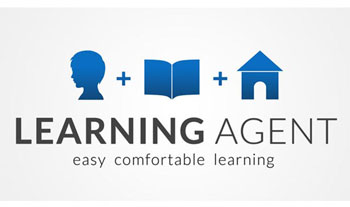 + +
LEARNING AGENT
easy comfortable learning